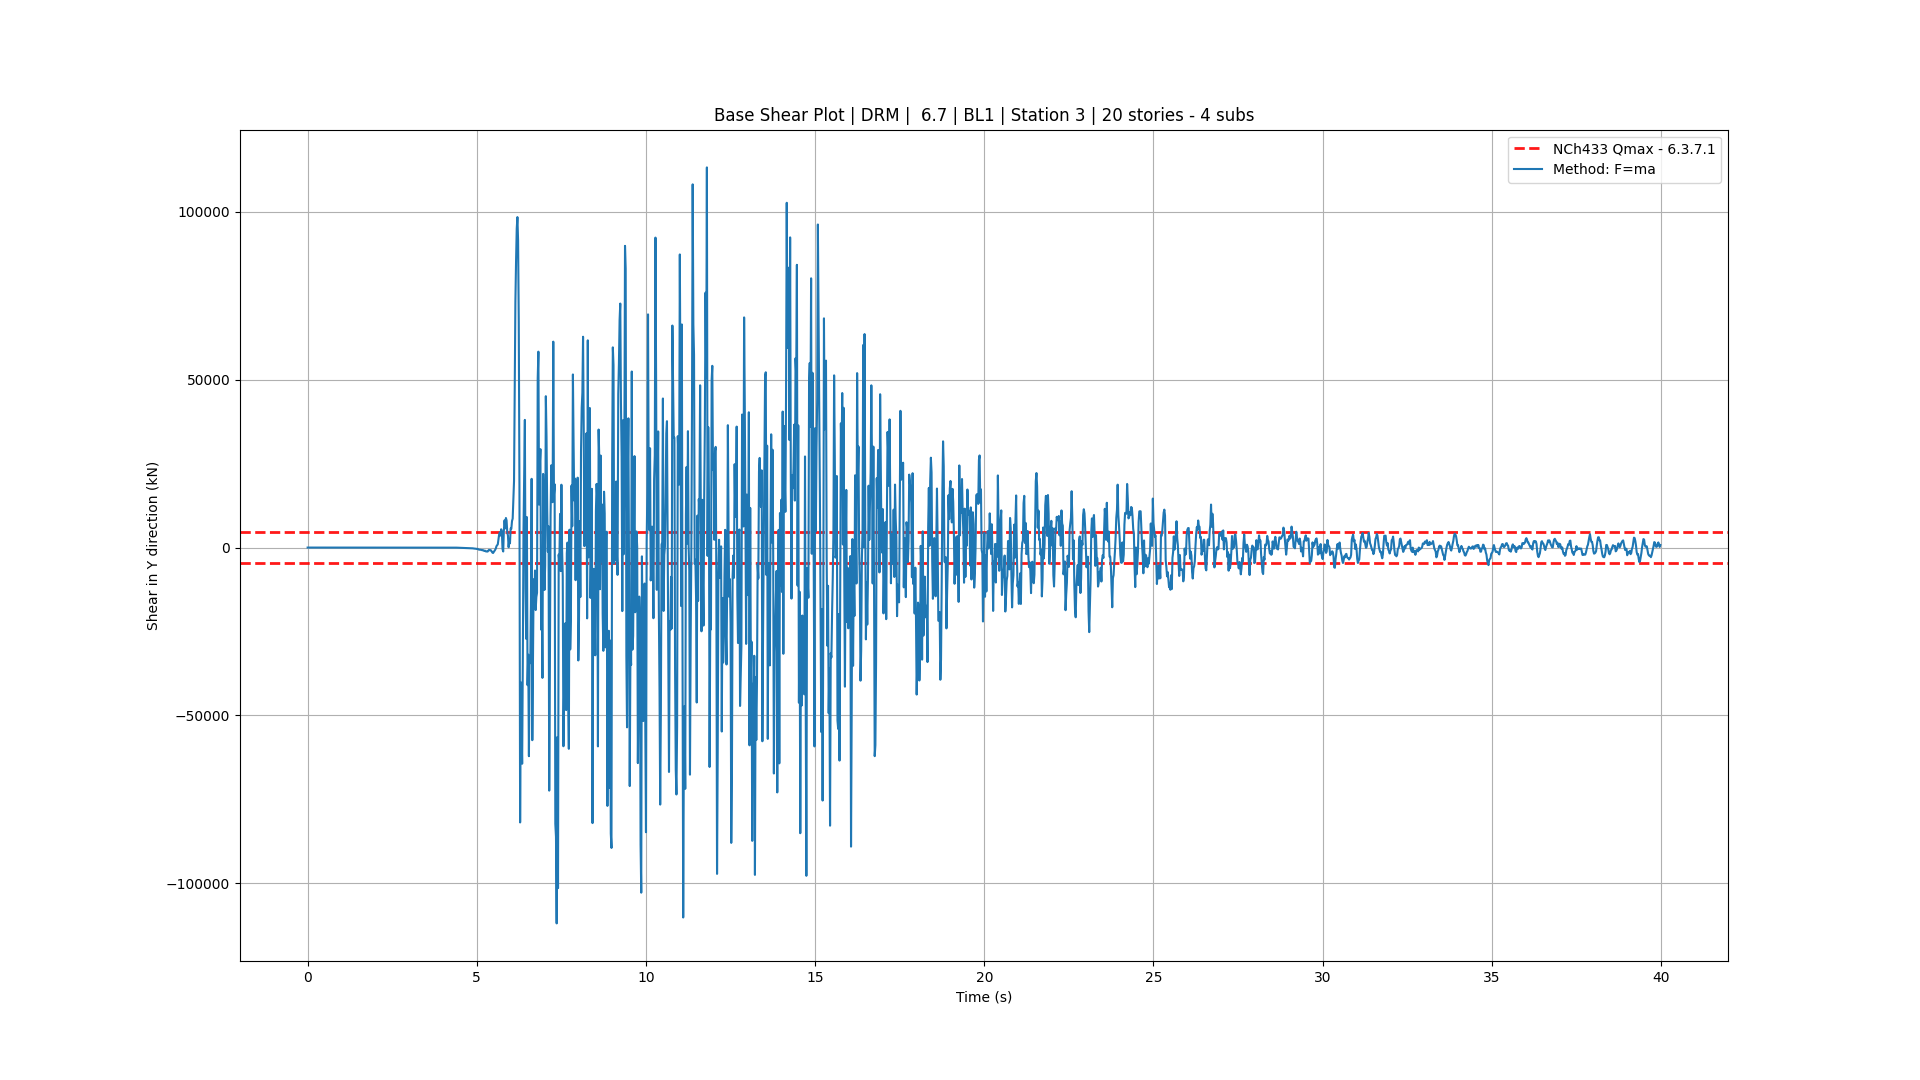 Base Shear Plot | DRM |  6.7 | BL1 | Station 3 | 20 stories - 4 subs
NCh433 Qmax - 6.3.7.1
Method: F=ma
Shear in Y direction (kN)
100000
50000
0
−50000
−100000
0 5 10 15 20 25 30 35 40
Time (s)